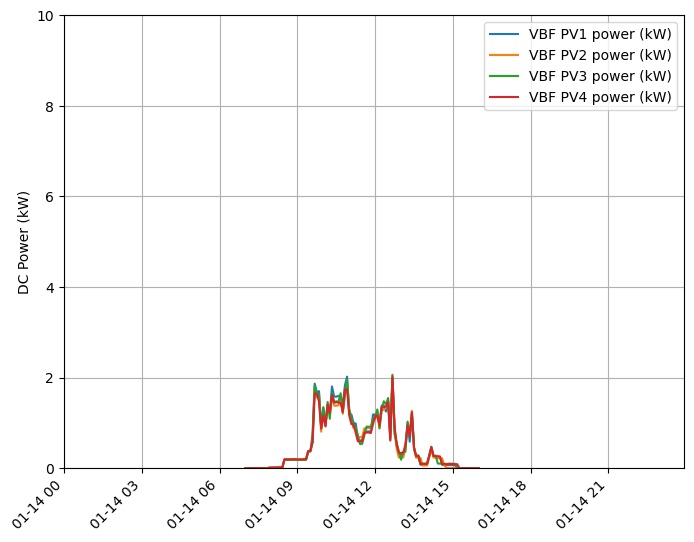 10
VBF PV1 power (kW)
VBF PV2 power (kW)
VBF PV3 power (kW)
VBF PV4 power (kW)
8
6
4
2
0
DC Power (kW)
01-14 00
01-14 03
01-14 06
01-14 09
01-14 12
01-14 15
01-14 18
01-14 21